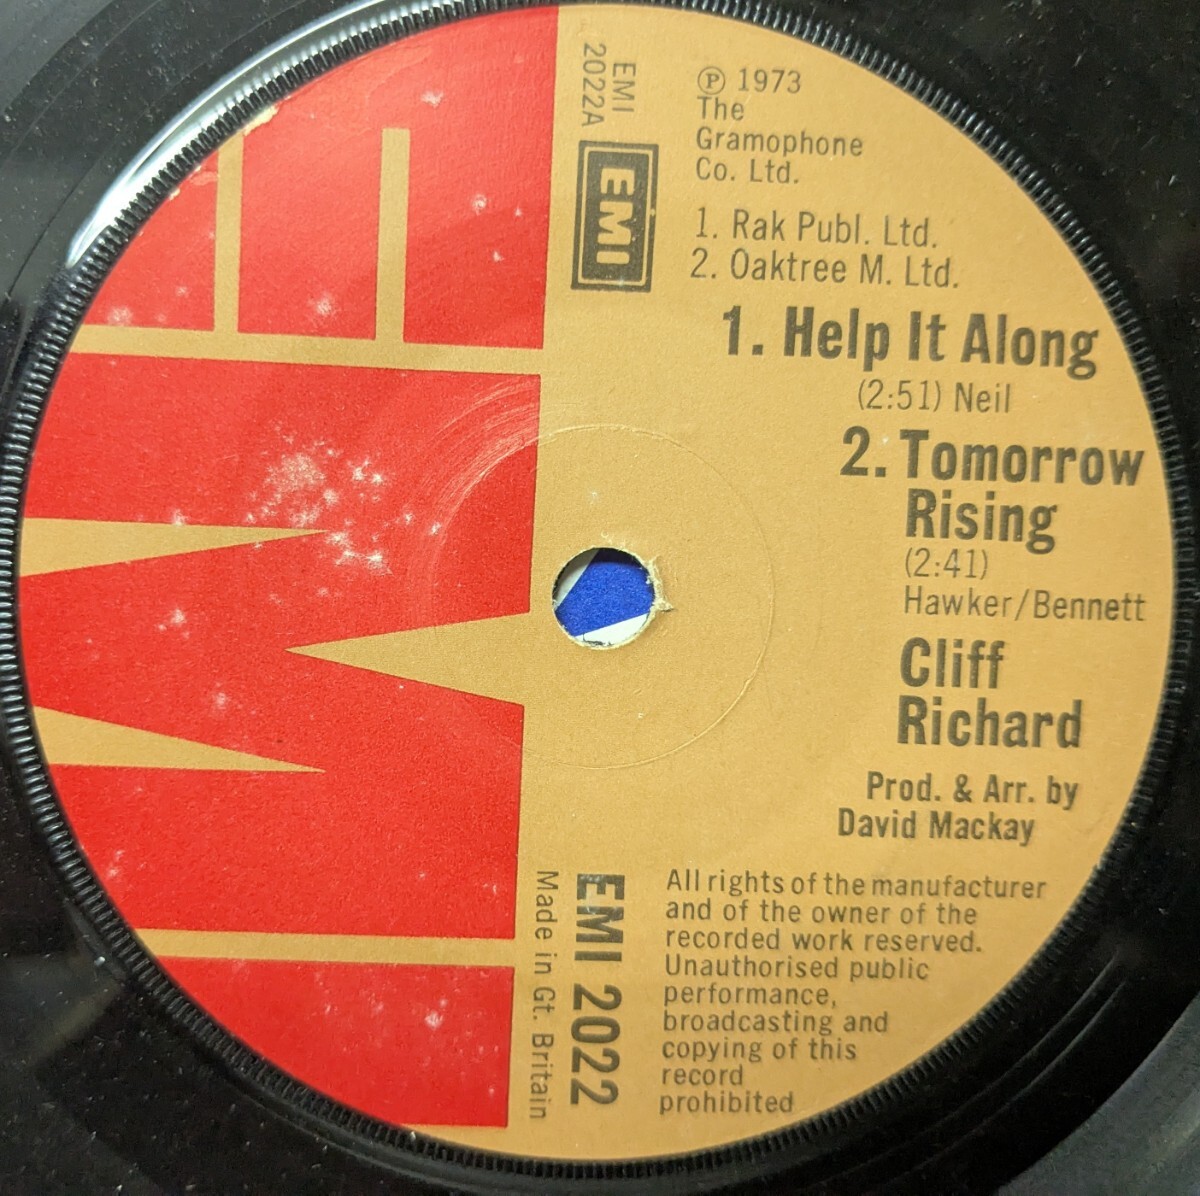 EMI
2022A
EMI
℗ 1973
The
Gramophone
Co. Ltd.
1. Rak Publ. Ltd.
2. Oaktree M. Ltd.
1. Help It Along
(2:51) Neil
2. Tomorrow
Rising
(2:41)
Hawker/Bennett
Cliff
Richard
Prod. & Arr. by
David Mackay
EMI 2022
Made in Gt. Britain
All rights of the manufacturer
and of the owner of the
recorded work reserved.
Unauthorised public
performance,
broadcasting and
copying of this
record
prohibited
EMI